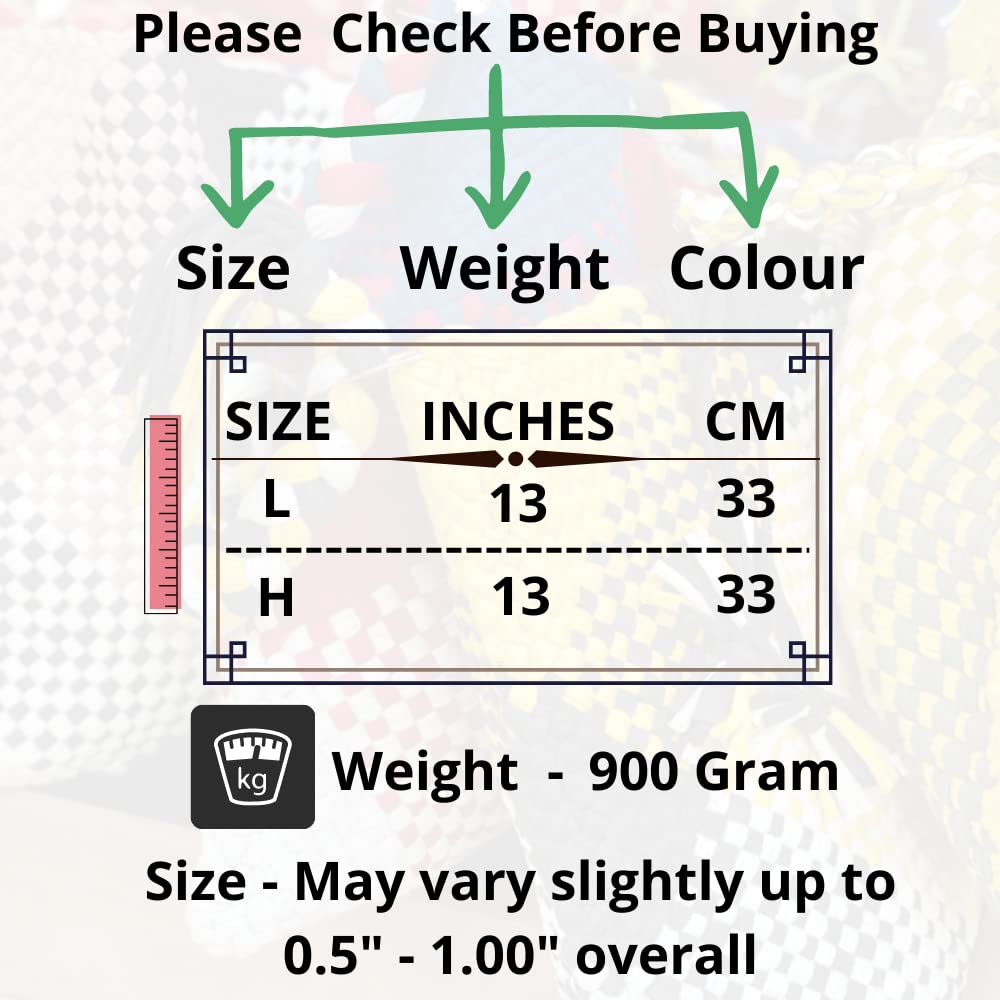 Please Check Before Buying
Size Weight Colour
SIZE INCHES CM
L 13 33
H 13 33
kg
Weight - 900 Gram
Size - May vary slightly up to
0.5" - 1.00" overall